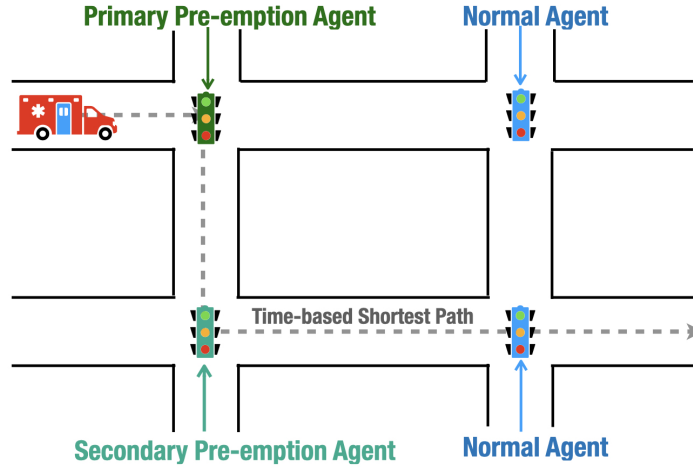 Primary Pre-emption Agent
Normal Agent
Time-based Shortest Path
Secondary Pre-emption Agent
Normal Agent